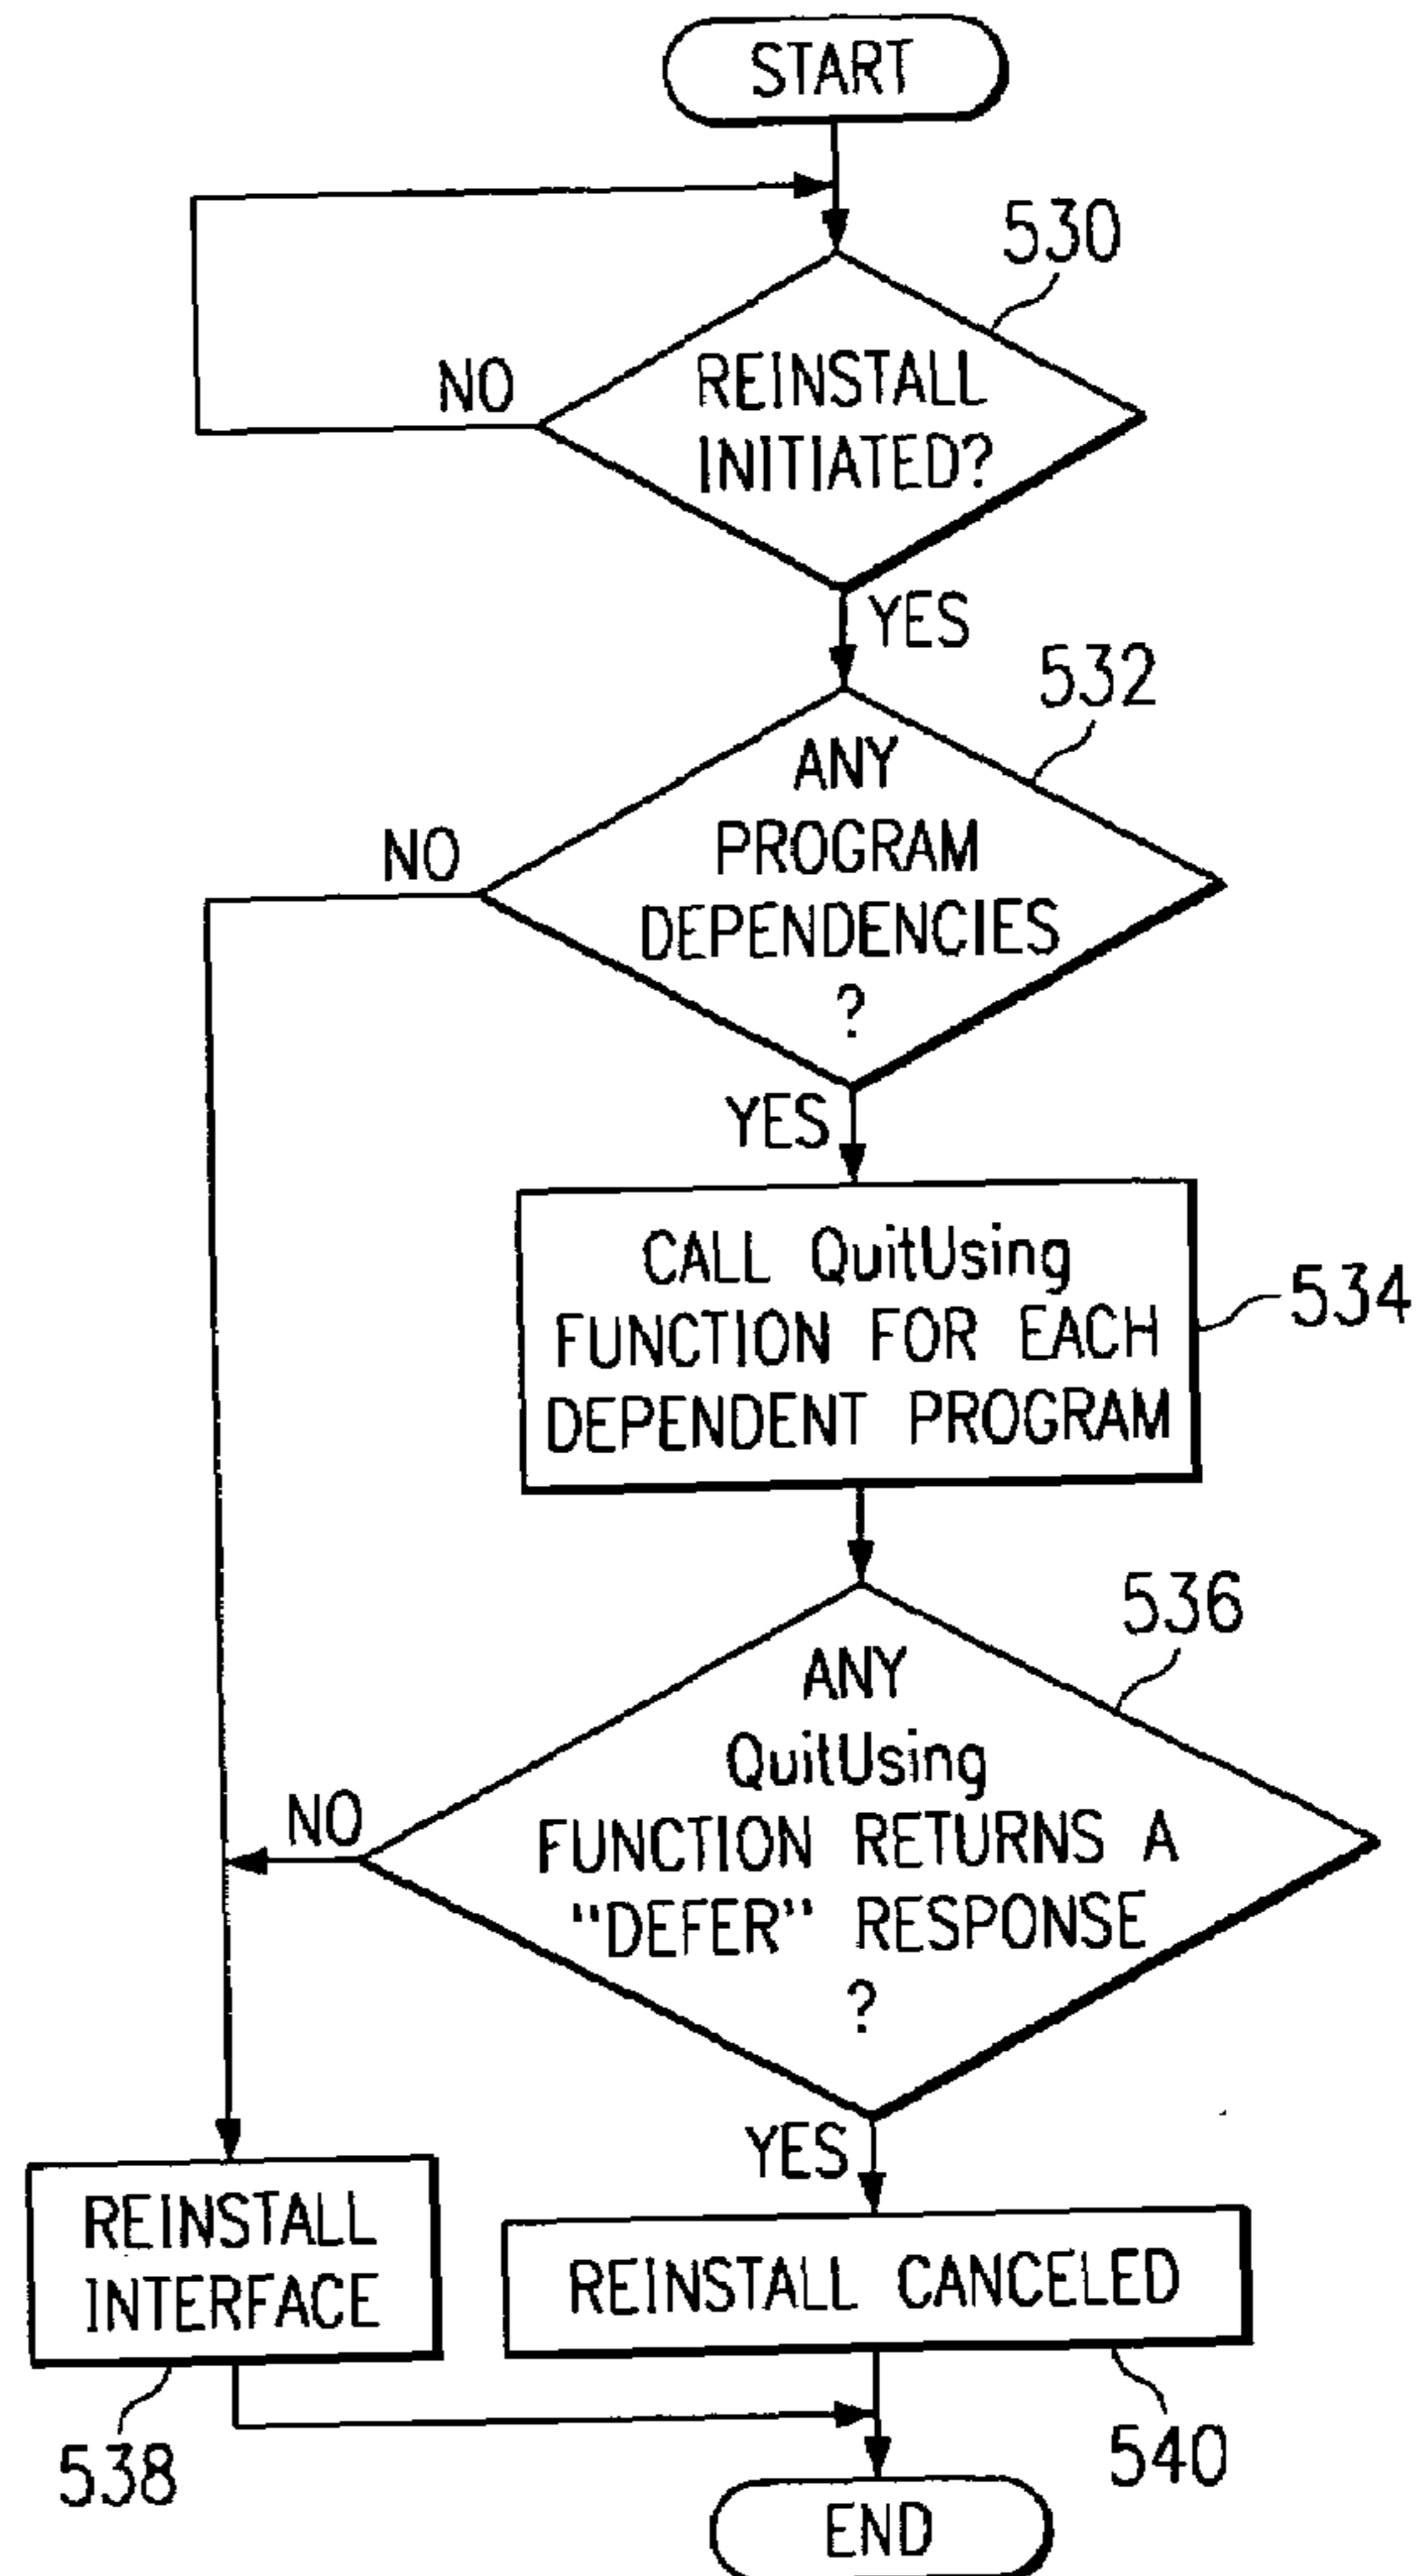 START
530
NO
REINSTALL
INITIATED?
YES
532
ANY
PROGRAM
DEPENDENCIES
?
NO
YES
CALL QuitUsing
FUNCTION FOR EACH
DEPENDENT PROGRAM
534
536
ANY
QuitUsing
FUNCTION RETURNS A
"DEFER" RESPONSE
?
NO
YES
REINSTALL
INTERFACE
REINSTALL CANCELED
538
540
END